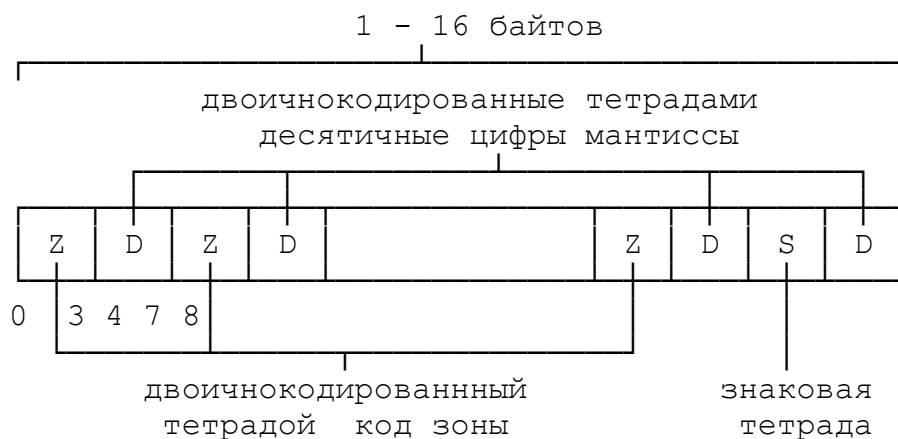 1 - 16 байтов
двоичнокодированные тетрадами
десятичные цифры мантиссы
Z D Z D Z D S D
0 3 4 7 8
двоичнокодированнный знаковая
тетрадой код зоны тетрада